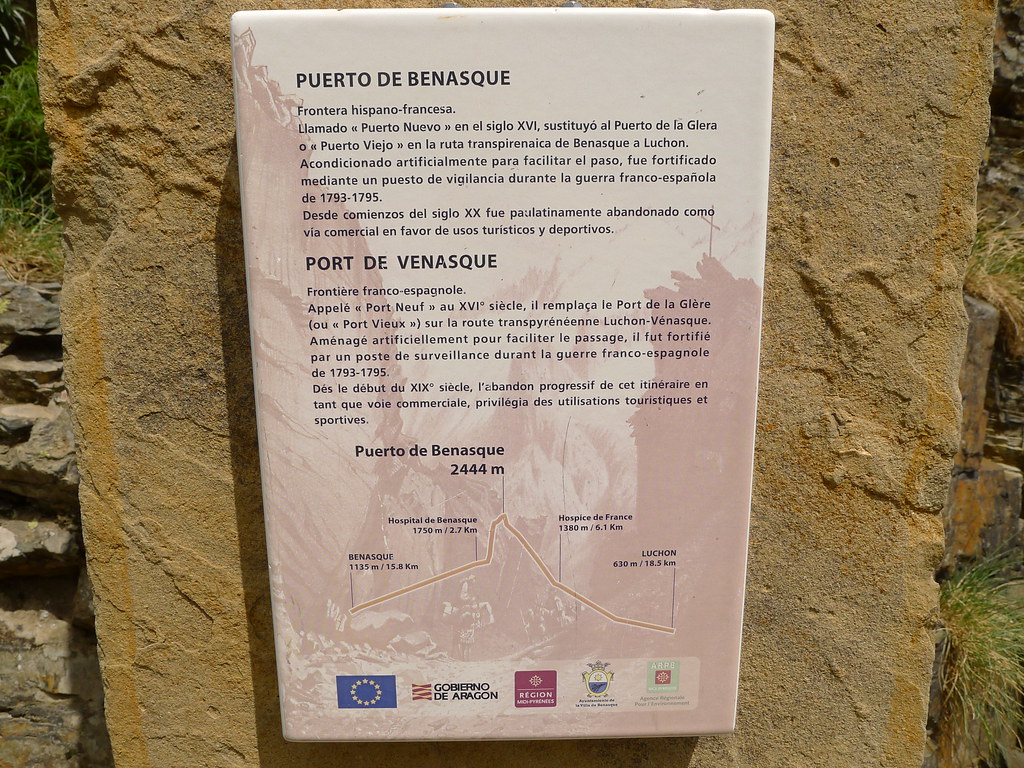 PUERTO DE BENASQUE
Frontera hispano-francesa.
Llamado « Puerto Nuevo » en el siglo XVI, sustituyó al Puerto de la Glera
o « Puerto Viejo » en la ruta transpirenaica de Benasque a Luchon.
Acondicionado artificialmente para facilitar el paso, fue fortificado
mediante un puesto de vigilancia durante la guerra franco-española
de 1793-1795.
Desde comienzos del siglo XX fue paulatinamente abandonado como
vía comercial en favor de usos turísticos y deportivos.
PORT DE VENASQUE
Frontière franco-espagnole.
Appelé « Port Neuf » au XVI° siècle, il remplaça le Port de la Glère
(ou « Port Vieux ») sur la route transpyrénéenne Luchon-Vénasque.
Aménagé artificiellement pour faciliter le passage, il fut fortifié
par un poste de surveillance durant la guerre franco-espagnole
de 1793-1795.
Dés le début du XIX° siècle, l'abandon progressif de cet itinéraire en
tant que voie commerciale, privilégia des utilisations touristiques et
sportives.
Puerto de Benasque
2444 m
Hospital de Benasque
1750 m / 2.7 Km
Hospice de France
1380 m / 6.1 Km
BENASQUE
1135 m / 15.8 Km
LUCHON
630 m / 18.5 km
GOBIERNO
DE ARAGON
RÉGION
MIDI-PYRÉNÉES
Ayuntamiento de
la Villa de Benasque
ARPE
MIDI-PYRENEES
Agence Régionale
Pour l'Environnement